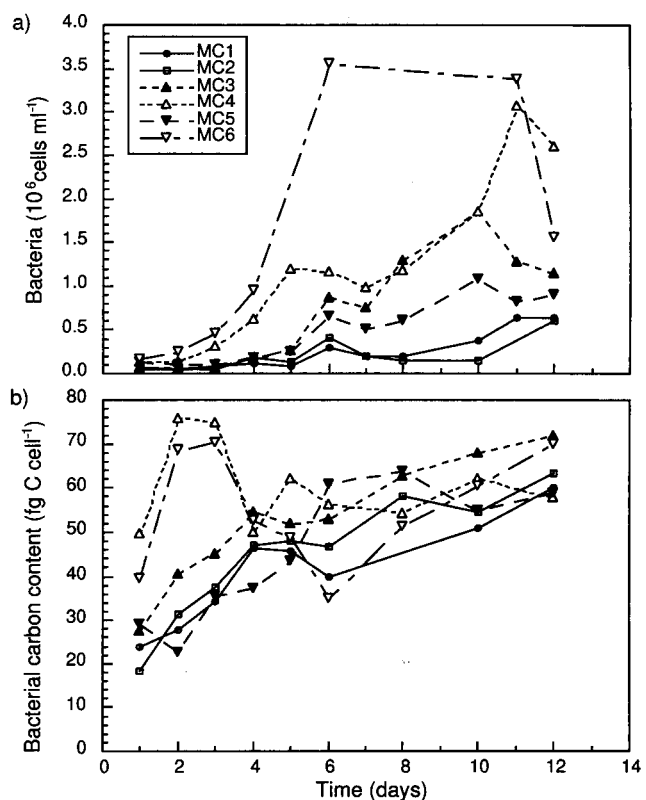 a)
4.0
3.5
3.0
2.5
2.0
1.5
1.0
0.5
0.0
Bacteria (10⁶cells ml⁻¹)
MC1
MC2
MC3
MC4
MC5
MC6
b)
80
70
60
50
40
30
20
10
0
Bacterial carbon content (fg C cell⁻¹)
0 2 4 6 8 10 12 14
Time (days)